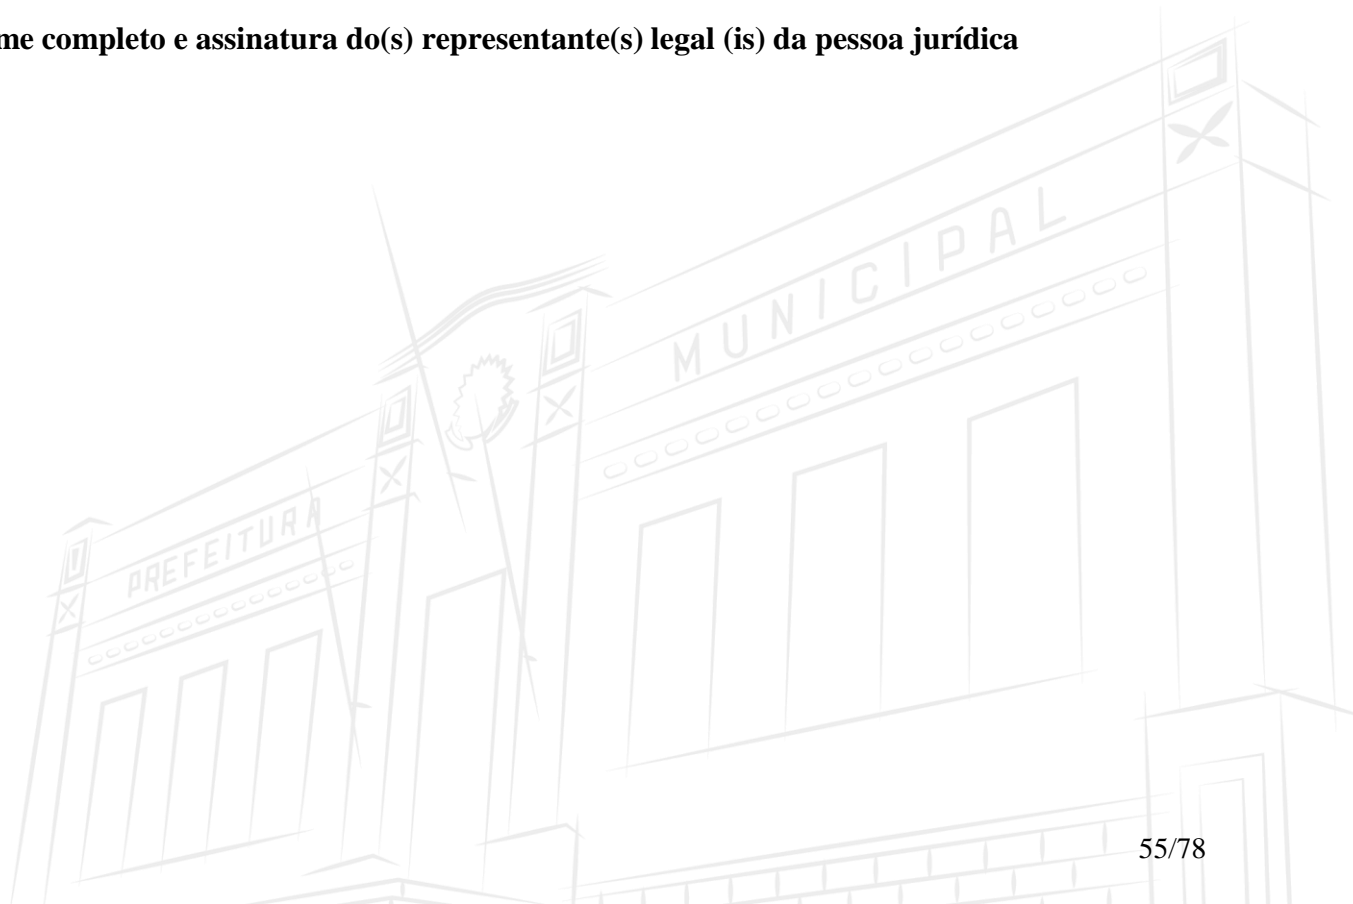 me completo e assinatura do(s) representante(s) legal (is) da pessoa jurídica
MUNICIPAL
PREFEITURA
55/78